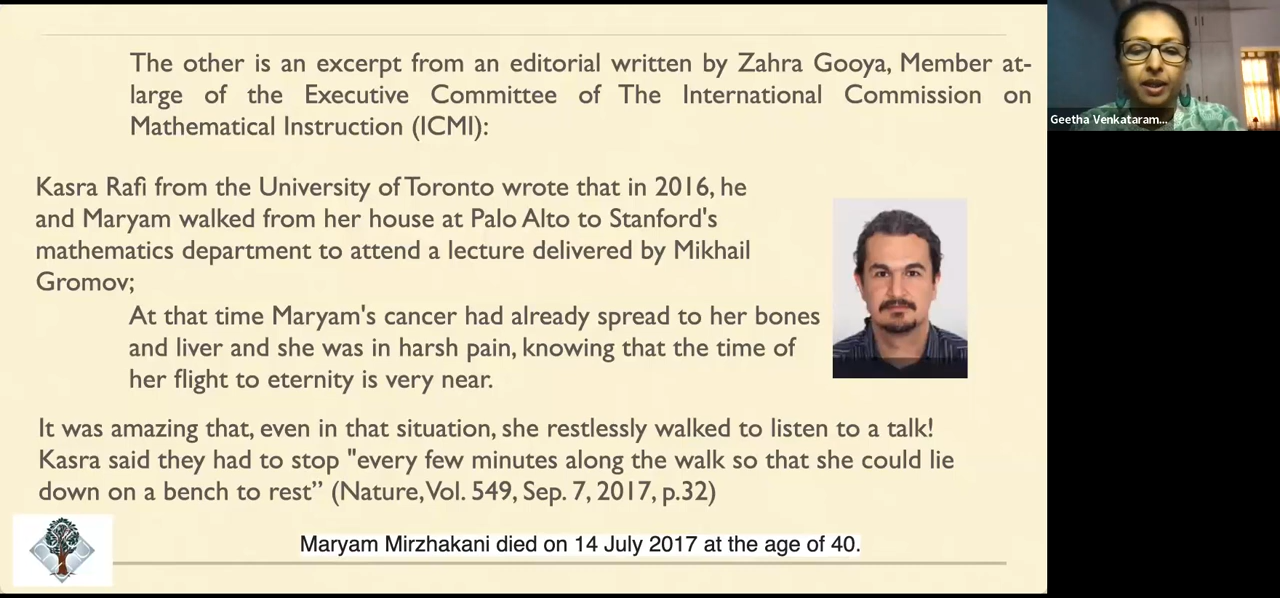 The other is an excerpt from an editorial written by Zahra Gooya, Member at-
large of the Executive Committee of The International Commission on
Mathematical Instruction (ICMI):
Kasra Rafi from the University of Toronto wrote that in 2016, he
and Maryam walked from her house at Palo Alto to Stanford's
mathematics department to attend a lecture delivered by Mikhail
Gromov;
At that time Maryam's cancer had already spread to her bones
and liver and she was in harsh pain, knowing that the time of
her flight to eternity is very near.
It was amazing that, even in that situation, she restlessly walked to listen to a talk!
Kasra said they had to stop "every few minutes along the walk so that she could lie
down on a bench to rest” (Nature, Vol. 549, Sep. 7, 2017, p.32)
Maryam Mirzhakani died on 14 July 2017 at the age of 40.
Geetha Venkataram...